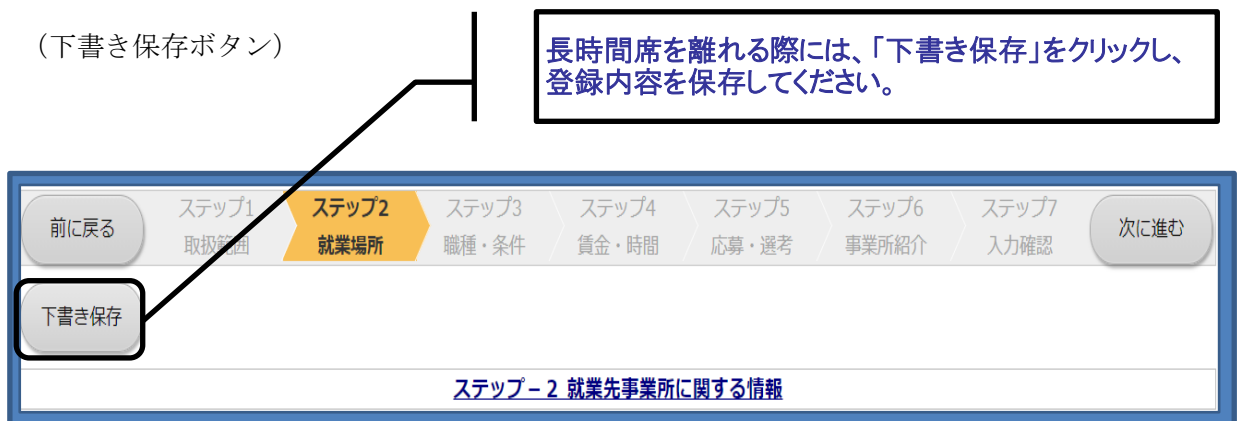 (下書き保存ボタン)
長時間席を離れる際には、「下書き保存」をクリックし、
登録内容を保存してください。
前に戻る
ステップ1
取扱範囲
ステップ2
就業場所
ステップ3
職種・条件
ステップ4
賃金・時間
ステップ5
応募・選考
ステップ6
事業所紹介
ステップ7
入力確認
次に進む
下書き保存
ステップ－2 就業先事業所に関する情報